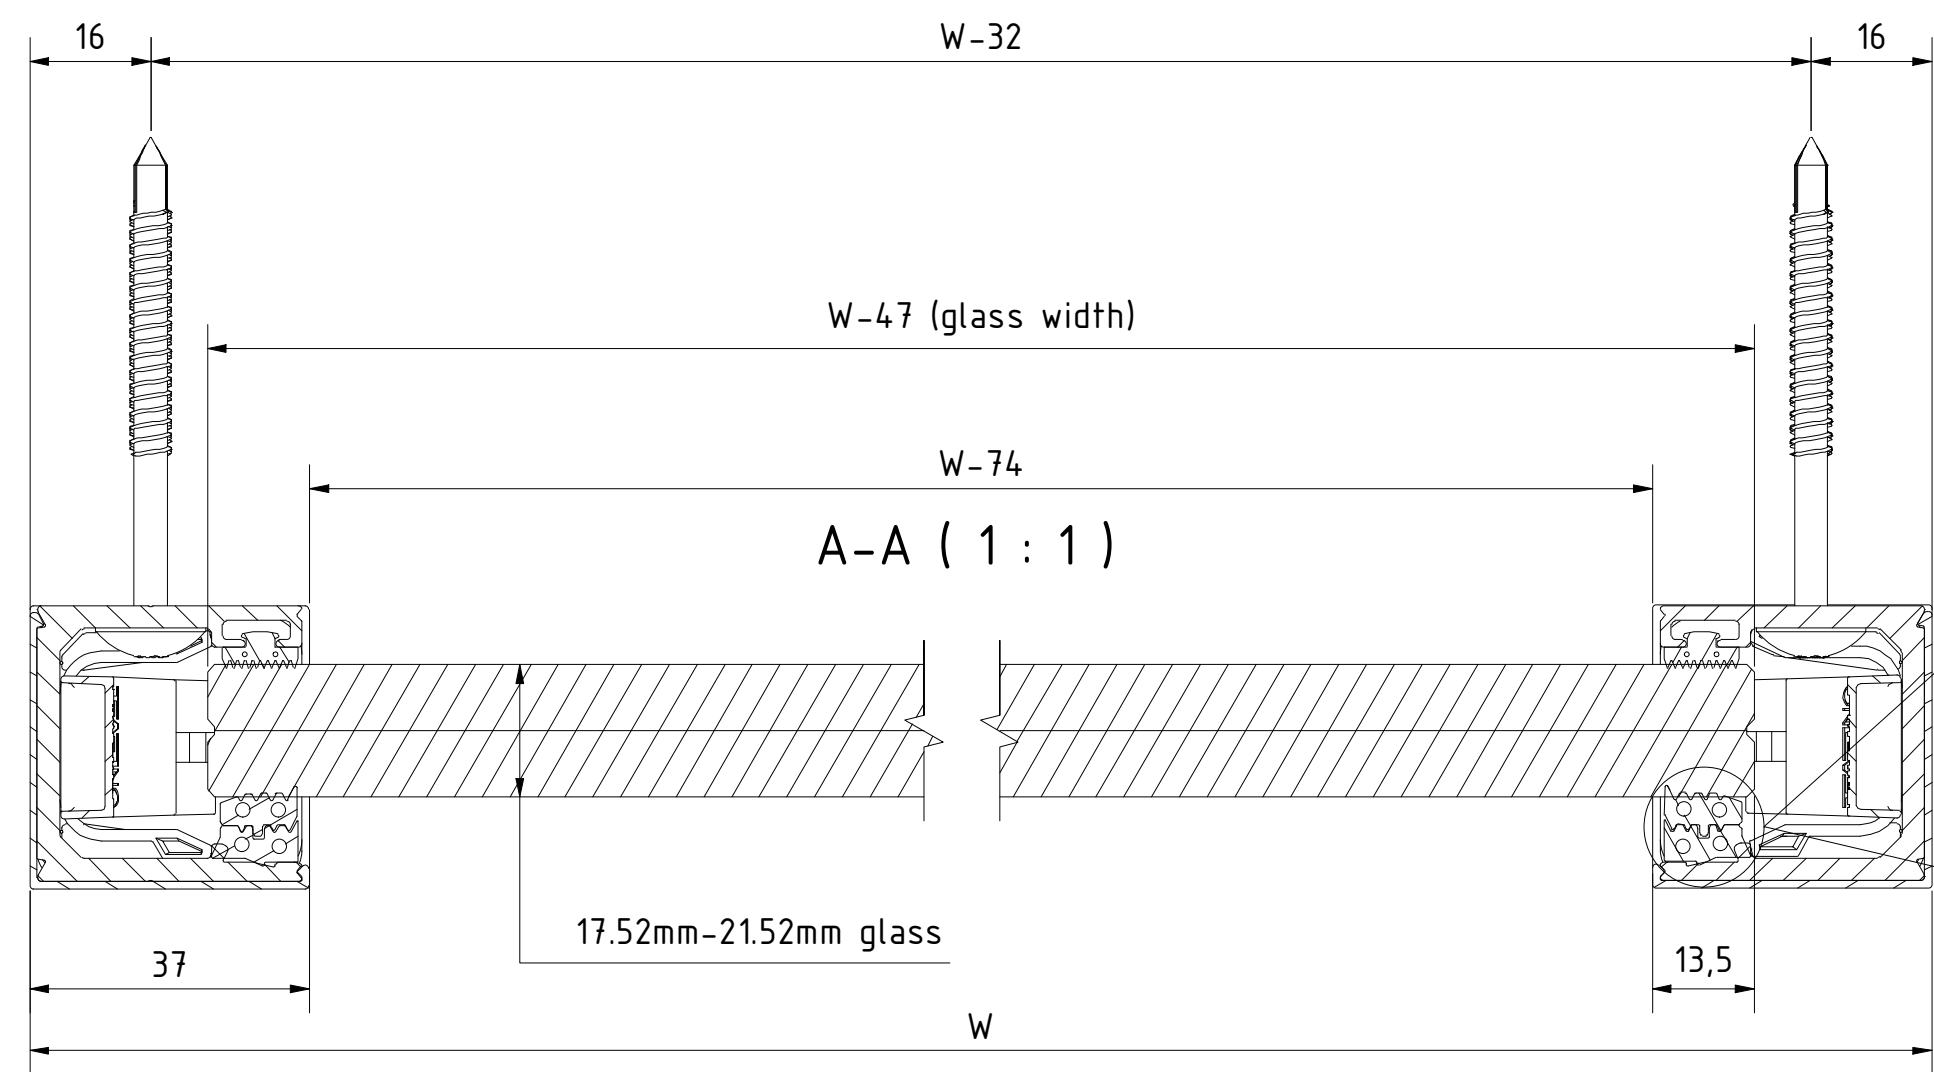 16
W-32
16
W-47 (glass width)
W-74
A-A ( 1 : 1 )
17.52mm-21.52mm glass
37
13,5
W